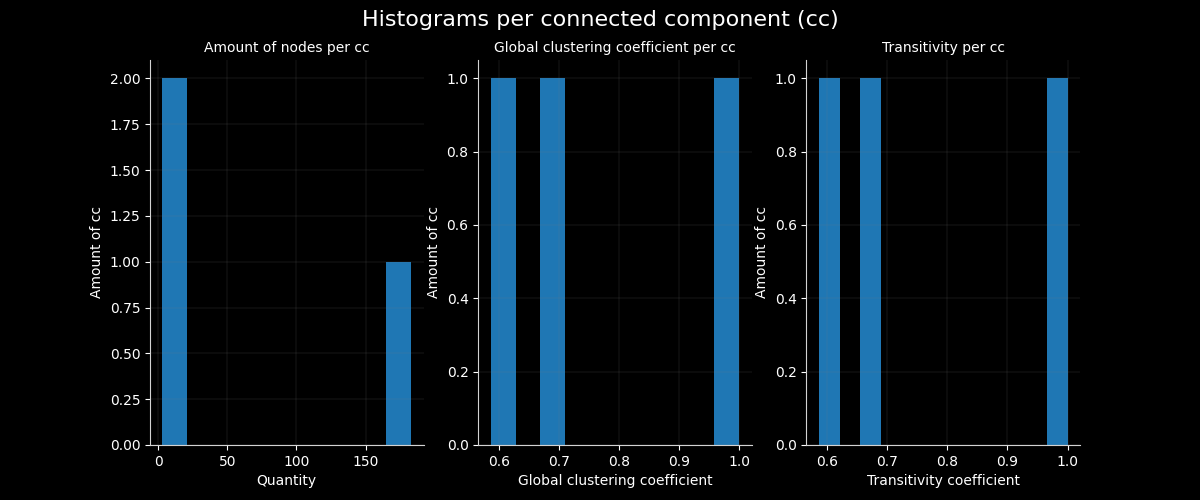 Histograms per connected component (cc)
Amount of nodes per cc
Global clustering coefficient per cc
Transitivity per cc
Amount of cc
2.00
1.75
1.50
1.25
1.00
0.75
0.50
0.25
0.00
0 50 100 150
Quantity
Amount of cc
1.0
0.8
0.6
0.4
0.2
0.0
0.6 0.7 0.8 0.9 1.0
Global clustering coefficient
Amount of cc
1.0
0.8
0.6
0.4
0.2
0.0
0.6 0.7 0.8 0.9 1.0
Transitivity coefficient